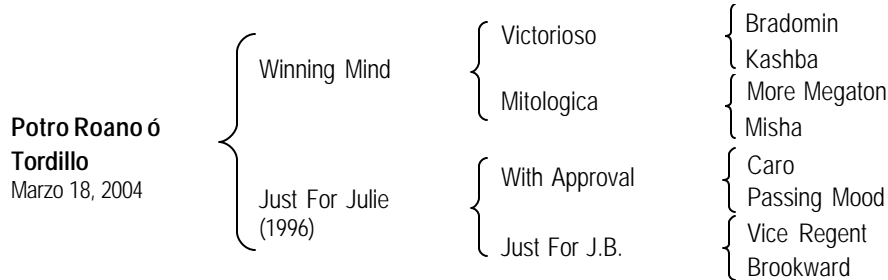 Potro Roano ó
Tordillo
Marzo 18, 2004
Winning Mind
Just For Julie
(1996)
Victorioso
Mitologica
With Approval
Just For J.B.
Bradomin
Kashba
More Megaton
Misha
Caro
Passing Mood
Vice Regent
Brookward